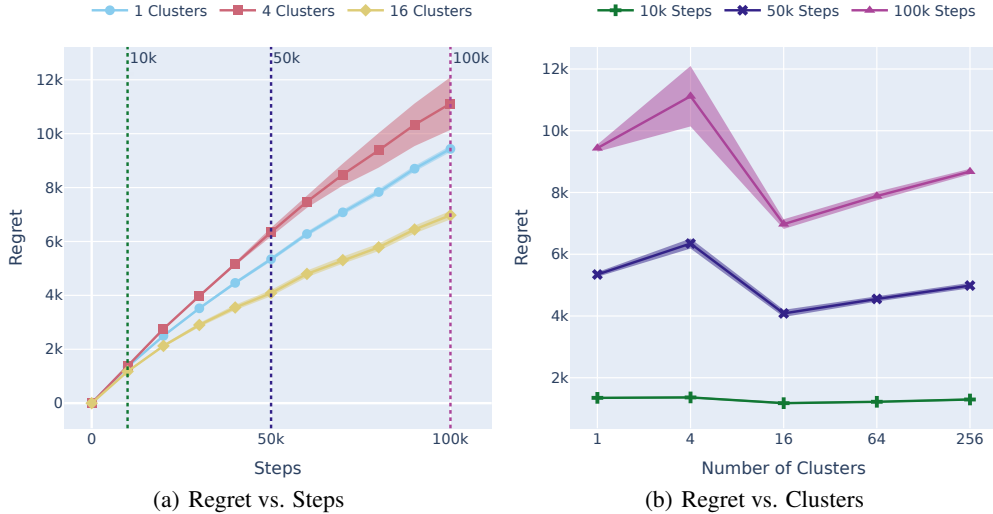 1 Clusters 4 Clusters 16 Clusters
10k 50k 100k
12k
10k
8k
6k
4k
2k
0
Regret
0 50k 100k
Steps
(a) Regret vs. Steps
10k Steps 50k Steps 100k Steps
12k
10k
8k
6k
4k
2k
Regret
1 4 16 64 256
Number of Clusters
(b) Regret vs. Clusters